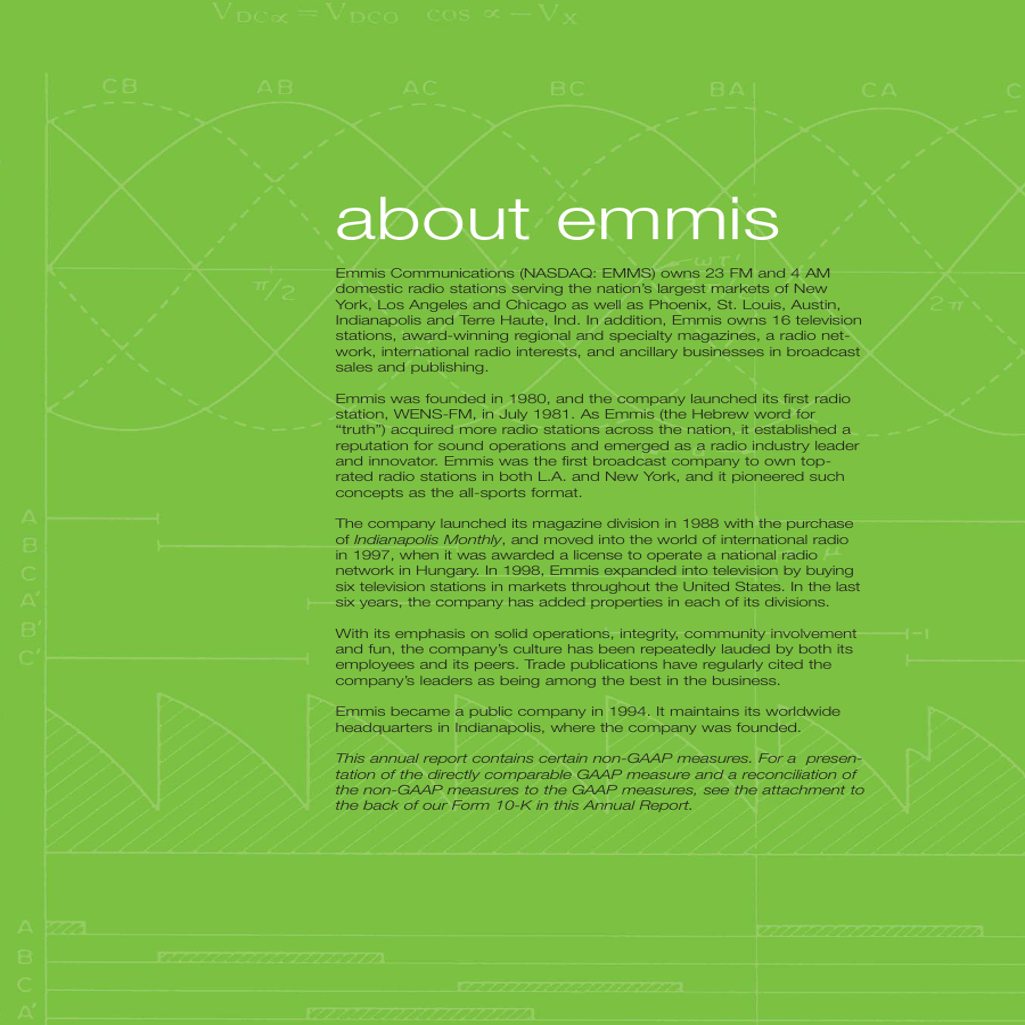 V DCα = V DCO cos α – V X
CB AB AC BC BA CA C
about emmis
ωτ'
π/2
2π
Emmis Communications (NASDAQ: EMMS) owns 23 FM and 4 AM
domestic radio stations serving the nation's largest markets of New
York, Los Angeles and Chicago as well as Phoenix, St. Louis, Austin,
Indianapolis and Terre Haute, Ind. In addition, Emmis owns 16 television
stations, award-winning regional and specialty magazines, a radio net-
work, international radio interests, and ancillary businesses in broadcast
sales and publishing.
Emmis was founded in 1980, and the company launched its first radio
station, WENS-FM, in July 1981. As Emmis (the Hebrew word for
“truth”) acquired more radio stations across the nation, it established a
reputation for sound operations and emerged as a radio industry leader
and innovator. Emmis was the first broadcast company to own top-
rated radio stations in both L.A. and New York, and it pioneered such
concepts as the all-sports format.
The company launched its magazine division in 1988 with the purchase
of Indianapolis Monthly, and moved into the world of international radio
in 1997, when it was awarded a license to operate a national radio
network in Hungary. In 1998, Emmis expanded into television by buying
six television stations in markets throughout the United States. In the last
six years, the company has added properties in each of its divisions.
With its emphasis on solid operations, integrity, community involvement
and fun, the company's culture has been repeatedly lauded by both its
employees and its peers. Trade publications have regularly cited the
company's leaders as being among the best in the business.
Emmis became a public company in 1994. It maintains its worldwide
headquarters in Indianapolis, where the company was founded.
This annual report contains certain non-GAAP measures. For a presen-
tation of the directly comparable GAAP measure and a reconciliation of
the non-GAAP measures to the GAAP measures, see the attachment to
the back of our Form 10-K in this Annual Report.
A
B
C
A'
B'
C'
μ
A
B
C
A'